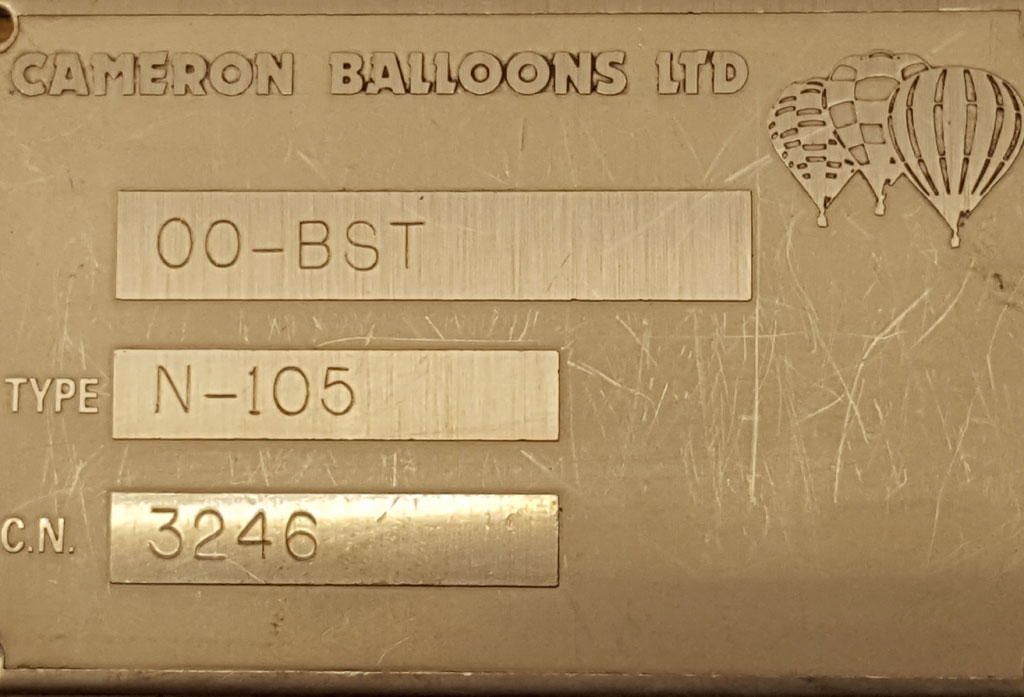 CAMERON BALLOONS LTD
OO-BST
TYPE N-105
C.N. 3246